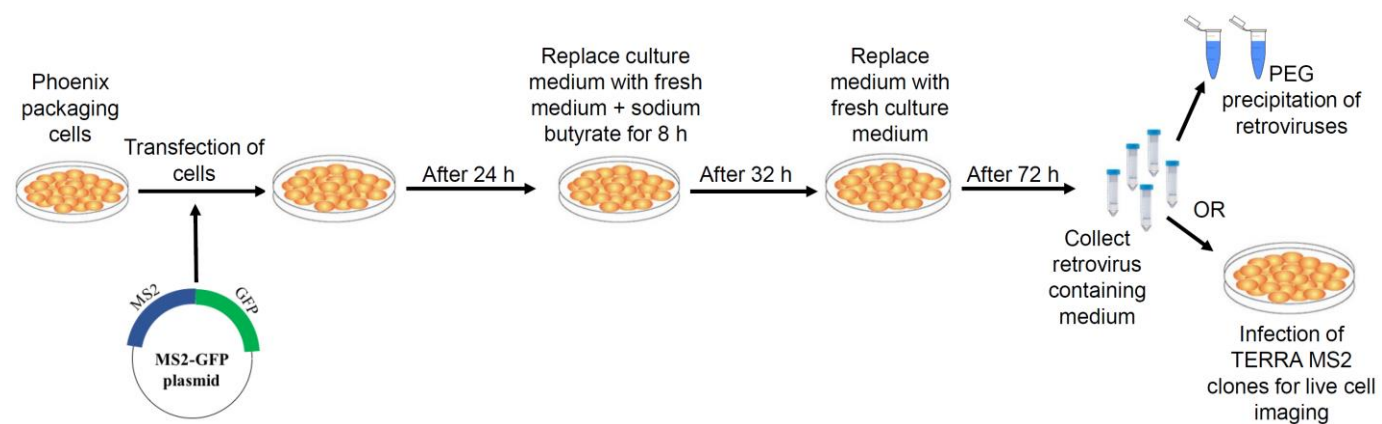 Phoenix
packaging
cells
Transfection of
cells
MS2
GFP
MS2-GFP
plasmid
After 24 h
Replace culture
medium with fresh
medium + sodium
butyrate for 8 h
After 32 h
Replace
medium with
fresh culture
medium
After 72 h
Collect
retrovirus
containing
medium
PEG
precipitation of
retroviruses
OR
Infection of
TERRA MS2
clones for live cell
imaging